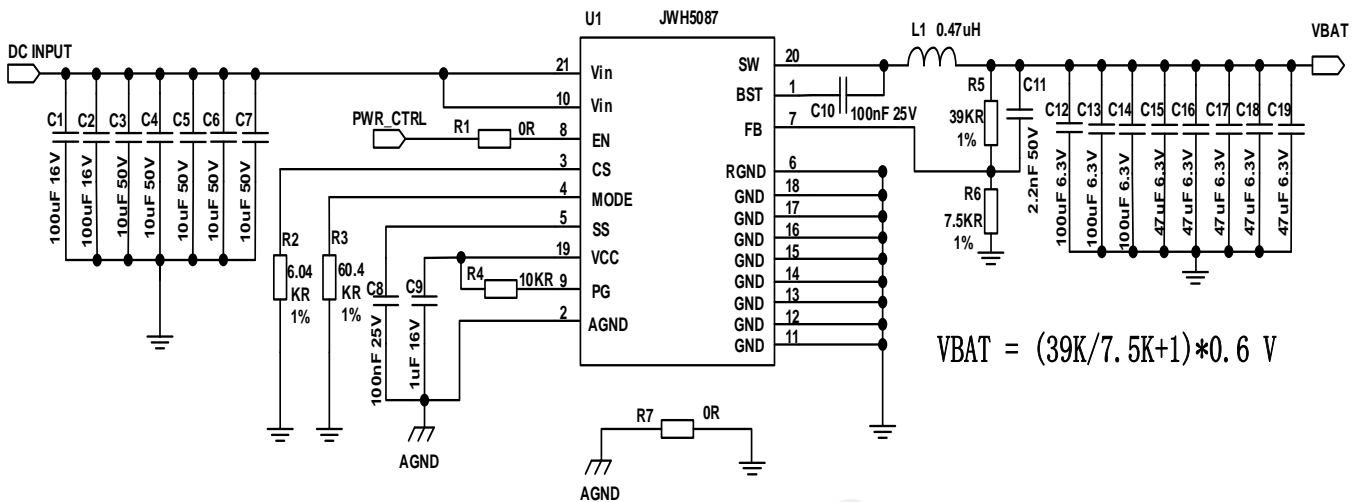 U1 JWH5087
DC INPUT
VBAT
L1 0.47uH
21 Vin
10 Vin
8 EN
3 CS
4 MODE
5 SS
19 VCC
9 PG
2 AGND
SW 20
BST 1
FB 7
RGND 6
GND 18
GND 17
GND 16
GND 15
GND 14
GND 13
GND 12
GND 11
PWR_CTRL
R1 0R
C1 100uF 16V
C2 100uF 16V
C3 10uF 50V
C4 10uF 50V
C5 10uF 50V
C6 10uF 50V
C7 10uF 50V
R2
6.04
KR
1%
R3
60.4
KR
1%
C8 100nF 25V
C9 1uF 16V
R4 10KR
AGND
C10 100nF 25V
R5
39KR
1%
C11 2.2nF 50V
R6
7.5KR
1%
C12 100uF 6.3V
C13 100uF 6.3V
C14 100uF 6.3V
C15 47uF 6.3V
C16 47uF 6.3V
C17 47uF 6.3V
C18 47uF 6.3V
C19 47uF 6.3V
VBAT = (39K/7.5K+1)*0.6 V
R7 0R
AGND